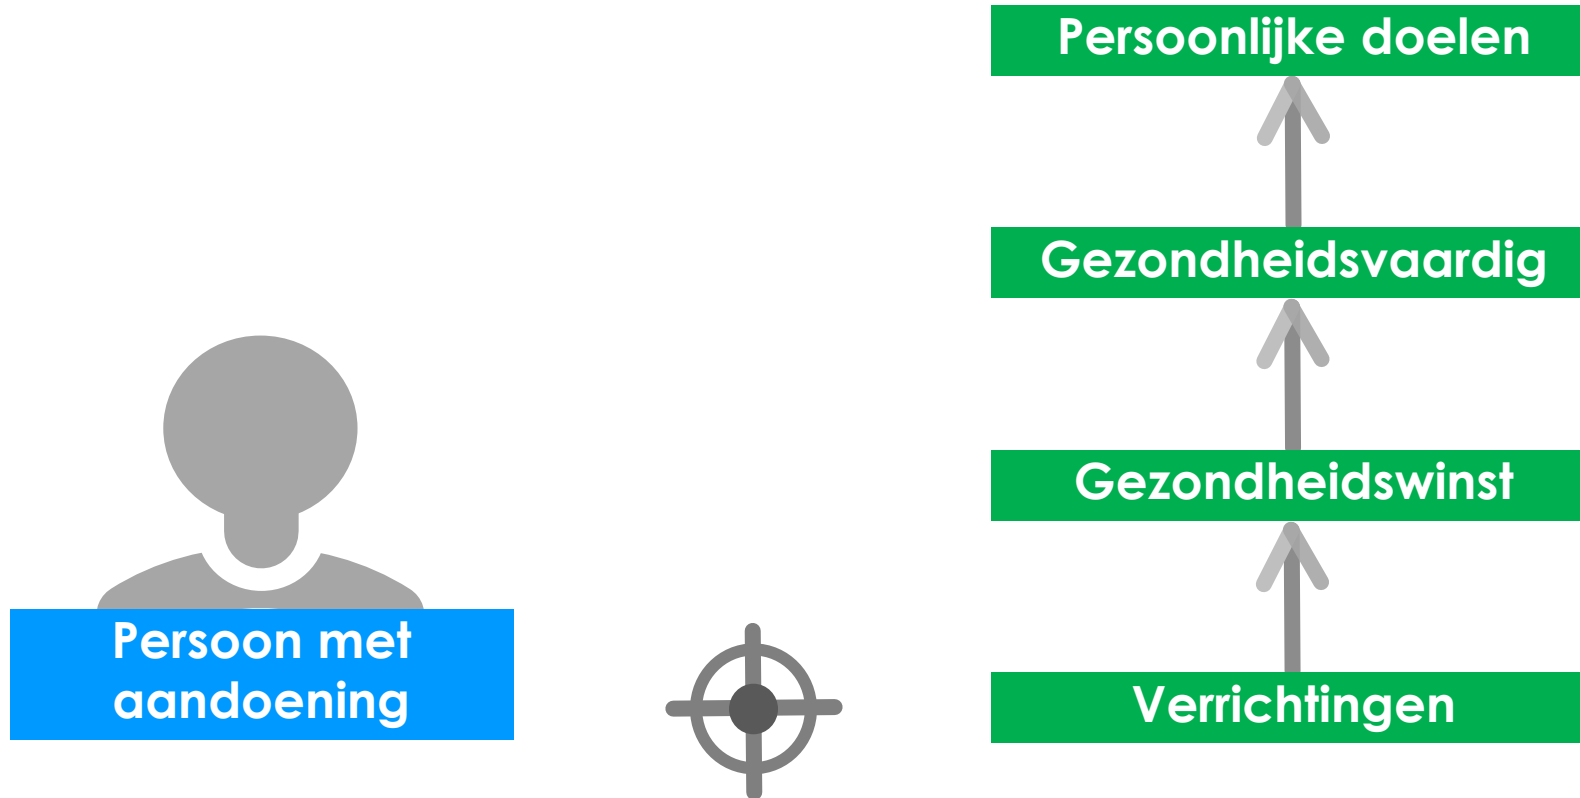 Persoonlijke doelen
Gezondheidsvaardig
Gezondheidswinst
Persoon met
aandoening
Verrichtingen